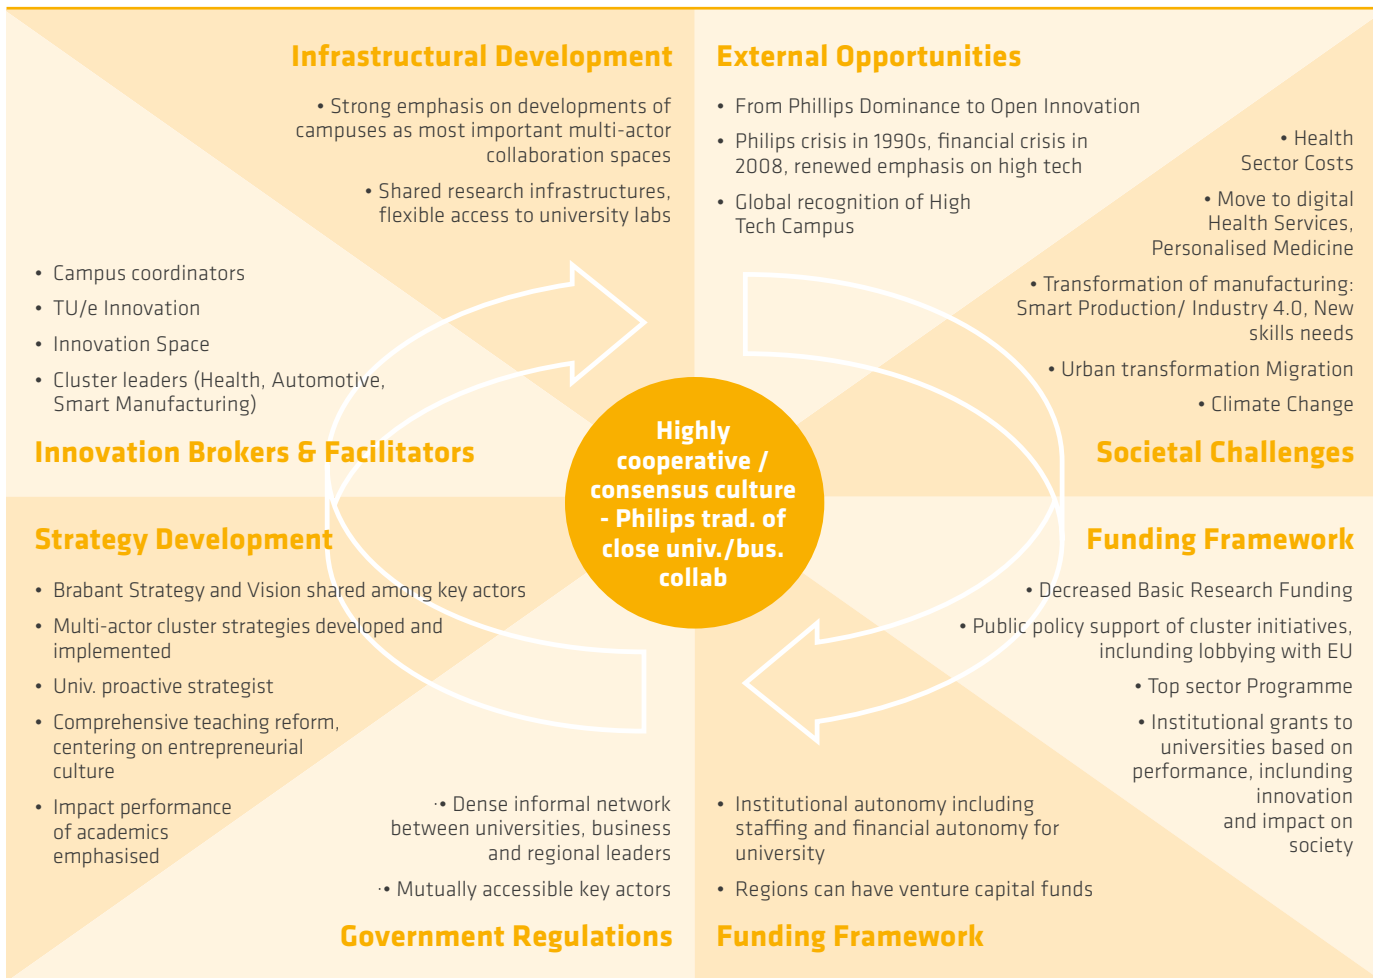 Infrastructural Development
• Strong emphasis on developments of
campuses as most important multi-actor
collaboration spaces
• Shared research infrastructures,
flexible access to university labs
External Opportunities
• From Phillips Dominance to Open Innovation
• Philips crisis in 1990s, financial crisis in
2008, renewed emphasis on high tech
• Global recognition of High
Tech Campus
• Health
Sector Costs
• Move to digital
Health Services,
Personalised Medicine
• Transformation of manufacturing:
Smart Production/ Industry 4.0, New
skills needs
• Urban transformation Migration
• Climate Change
Societal Challenges
• Campus coordinators
• TU/e Innovation
• Innovation Space
• Cluster leaders (Health, Automotive,
Smart Manufacturing)
Innovation Brokers & Facilitators
Highly
cooperative /
consensus culture
- Philips trad. of
close univ./bus.
collab
Strategy Development
• Brabant Strategy and Vision shared among key actors
• Multi-actor cluster strategies developed and
implemented
• Univ. proactive strategist
• Comprehensive teaching reform,
centering on entrepreneurial
culture
• Impact performance
of academics
emphasised
Funding Framework
• Decreased Basic Research Funding
• Public policy support of cluster initiatives,
inclunding lobbying with EU
• Top sector Programme
• Institutional grants to
universities based on
performance, inclunding
innovation
and impact on
society
·• Dense informal network
between universities, business
and regional leaders
·• Mutually accessible key actors
Government Regulations
• Institutional autonomy including
staffing and financial autonomy for
university
• Regions can have venture capital funds
Funding Framework